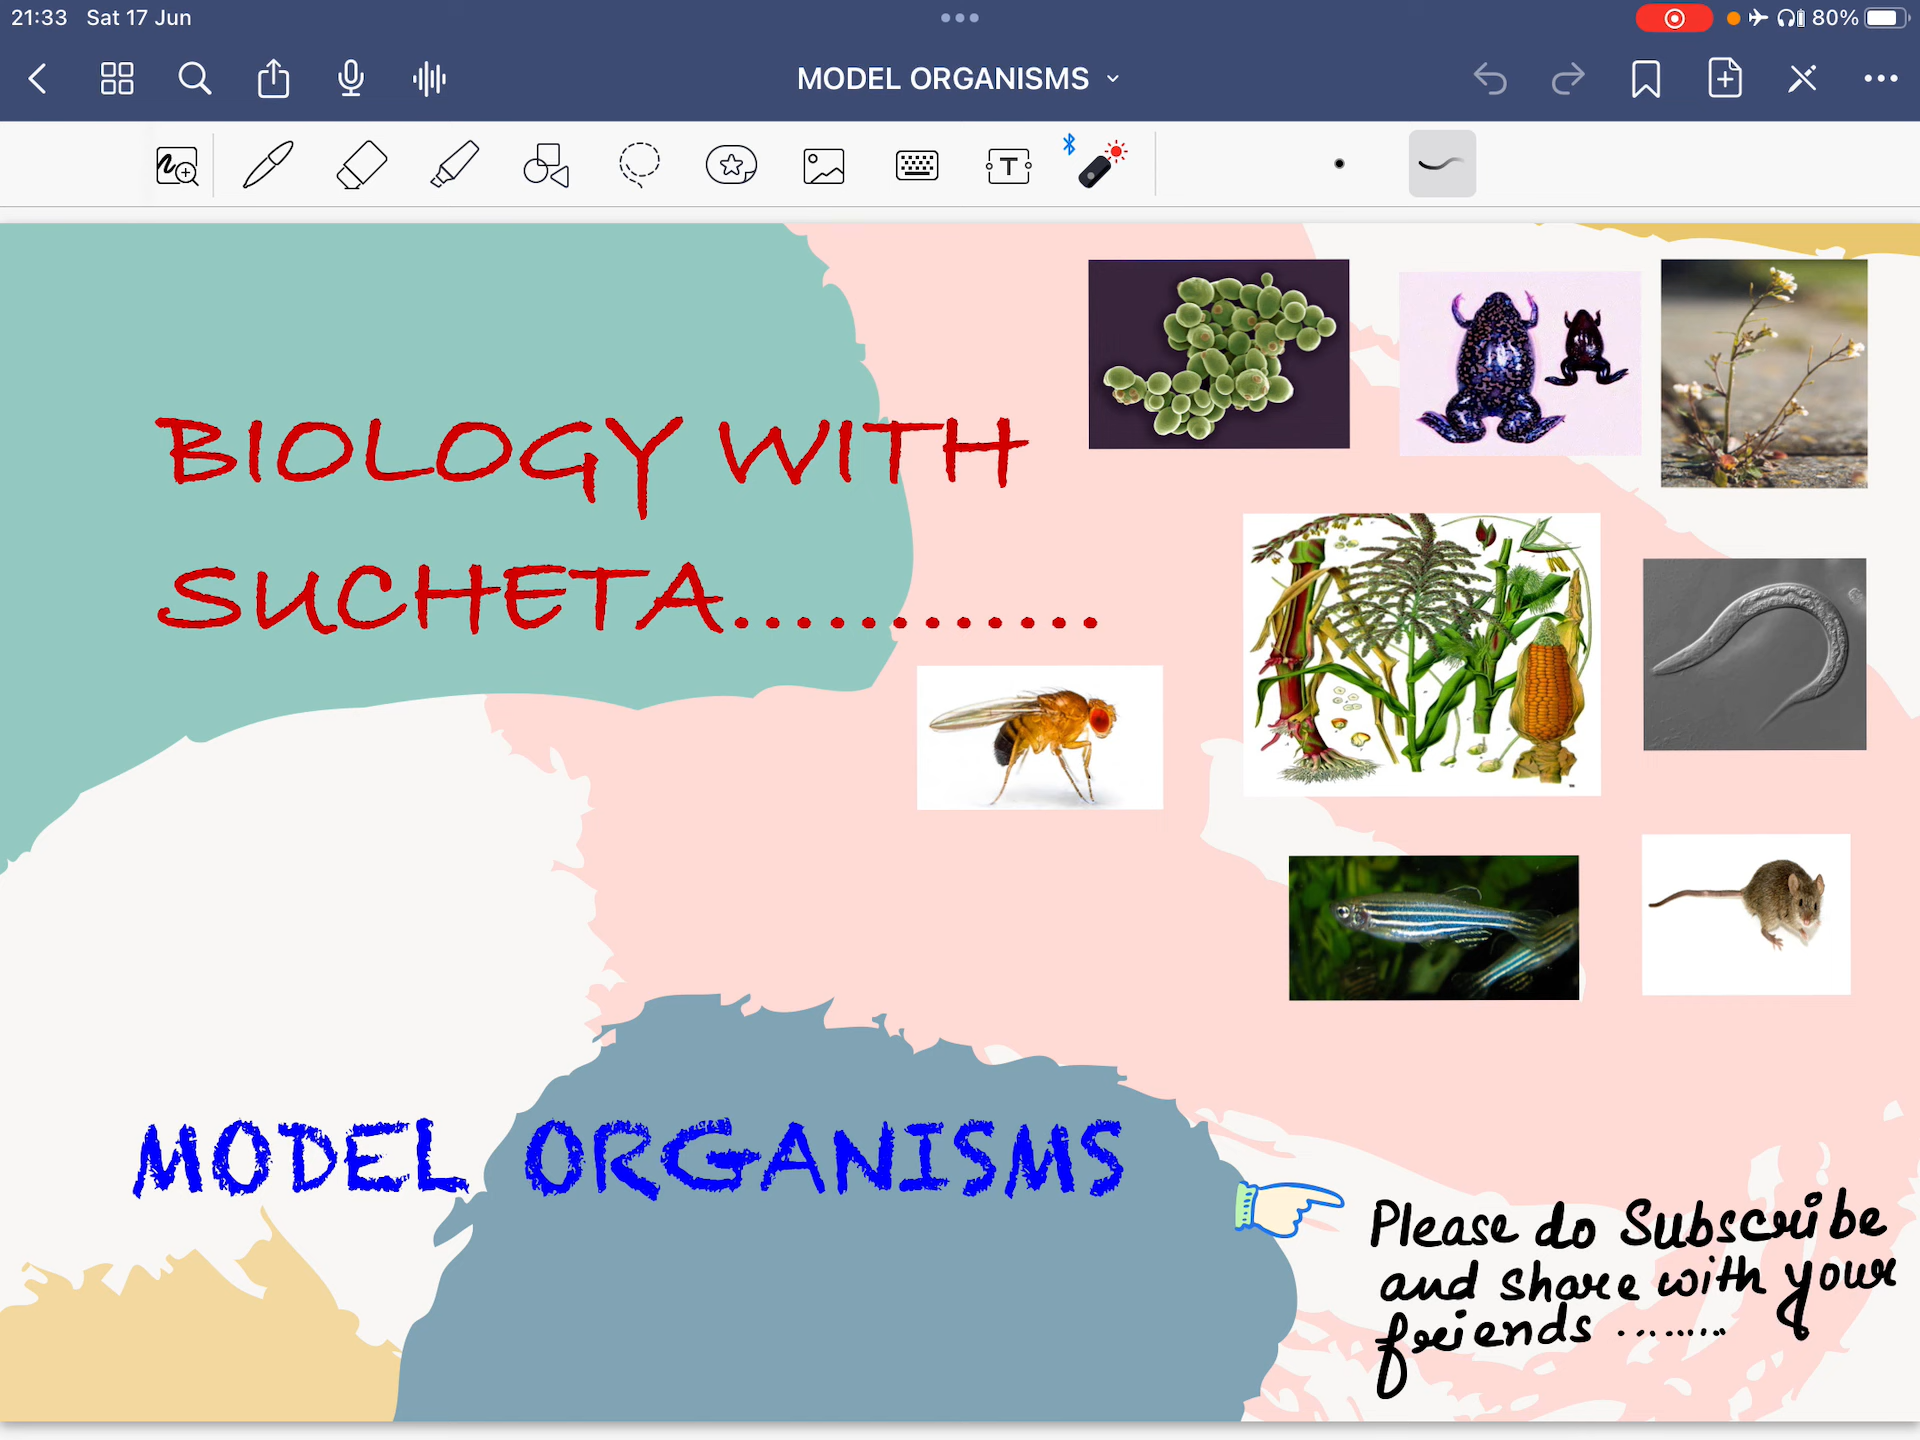 21:33 Sat 17 Jun
80%
MODEL ORGANISMS
T
BIOLOGY WITH
SUCHETA............
MODEL ORGANISMS
Please do Subscribe
and share with your
friends ........